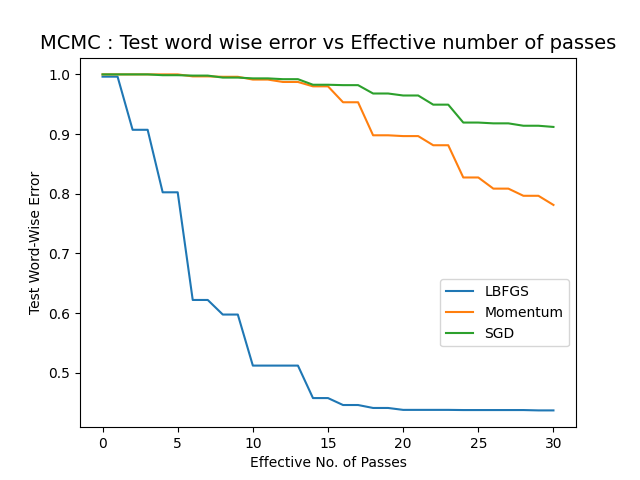 MCMC : Test word wise error vs Effective number of passes
Test Word-Wise Error
1.0
0.9
0.8
0.7
0.6
0.5
LBFGS
Momentum
SGD
0 5 10 15 20 25 30
Effective No. of Passes